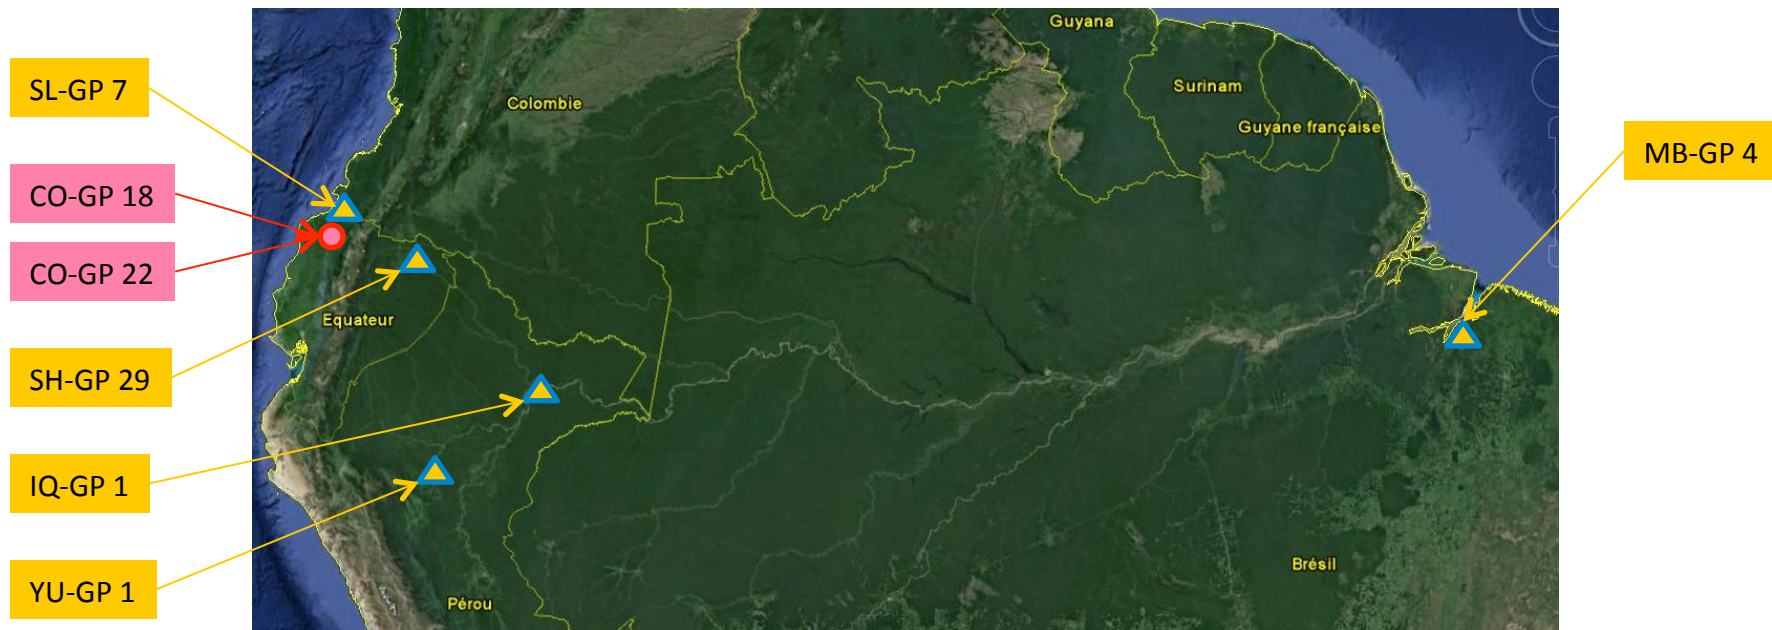 SL-GP 7
CO-GP 18
CO-GP 22
SH-GP 29
IQ-GP 1
YU-GP 1
Guyana
Colombie
Surinam
Guyane française
Equateur
Brésil
Pérou
MB-GP 4